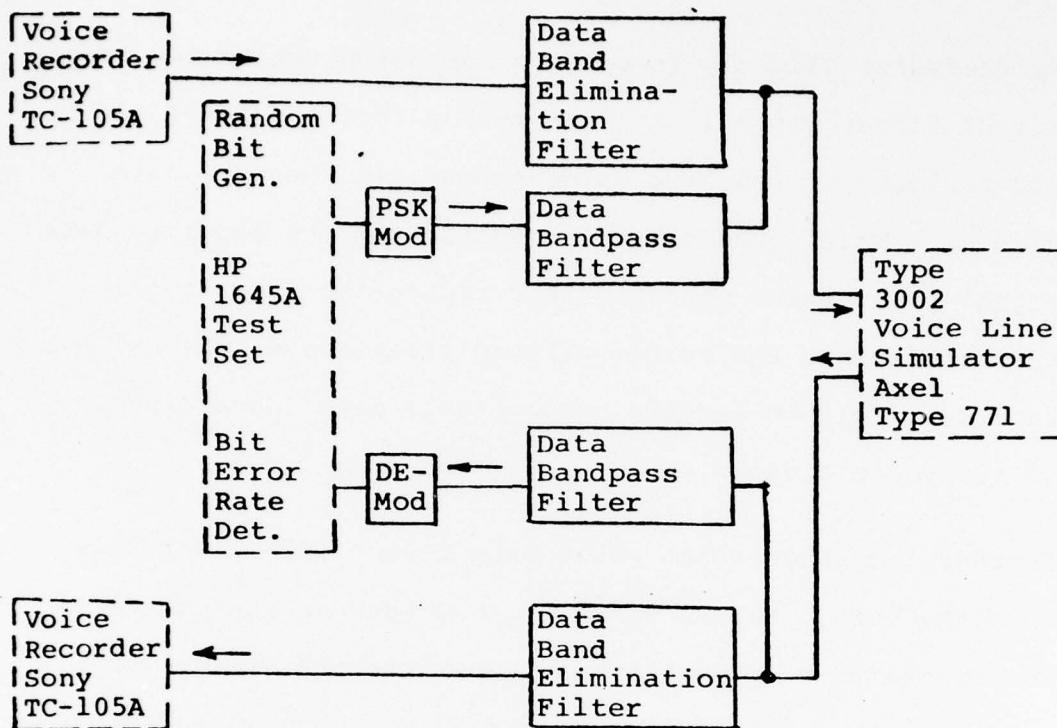 Voice
Recorder
Sony
TC-105A
Data
Band
Elimina-
tion
Filter
Random
Bit
Gen.
HP
1645A
Test
Set
Bit
Error
Rate
Det.
PSK
Mod
Data
Bandpass
Filter
Type
3002
Voice Line
Simulator
Axel
Type 771
DE-
Mod
Data
Bandpass
Filter
Voice
Recorder
Sony
TC-105A
Data
Band
Elimination
Filter